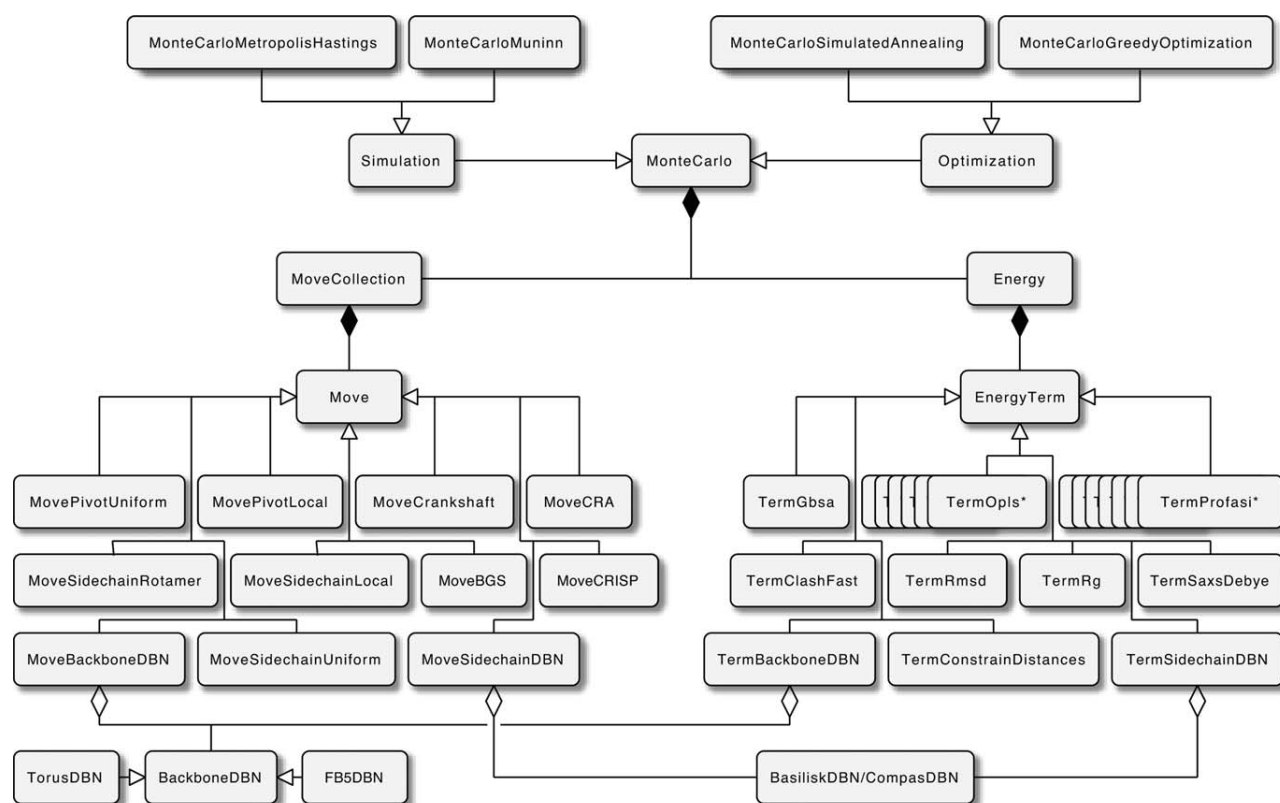 MonteCarloMetropolisHastings
MonteCarloMuninn
MonteCarloSimulatedAnnealing
MonteCarloGreedyOptimization
Simulation
MonteCarlo
Optimization
MoveCollection
Energy
Move
EnergyTerm
MovePivotUniform
MovePivotLocal
MoveCrankshaft
MoveCRA
TermGbsa
TermOpls*
TermProfasi*
MoveSidechainRotamer
MoveSidechainLocal
MoveBGS
MoveCRISP
TermClashFast
TermRmsd
TermRg
TermSaxsDebye
MoveBackboneDBN
MoveSidechainUniform
MoveSidechainDBN
TermBackboneDBN
TermConstrainDistances
TermSidechainDBN
TorusDBN
BackboneDBN
FB5DBN
BasiliskDBN/CompasDBN